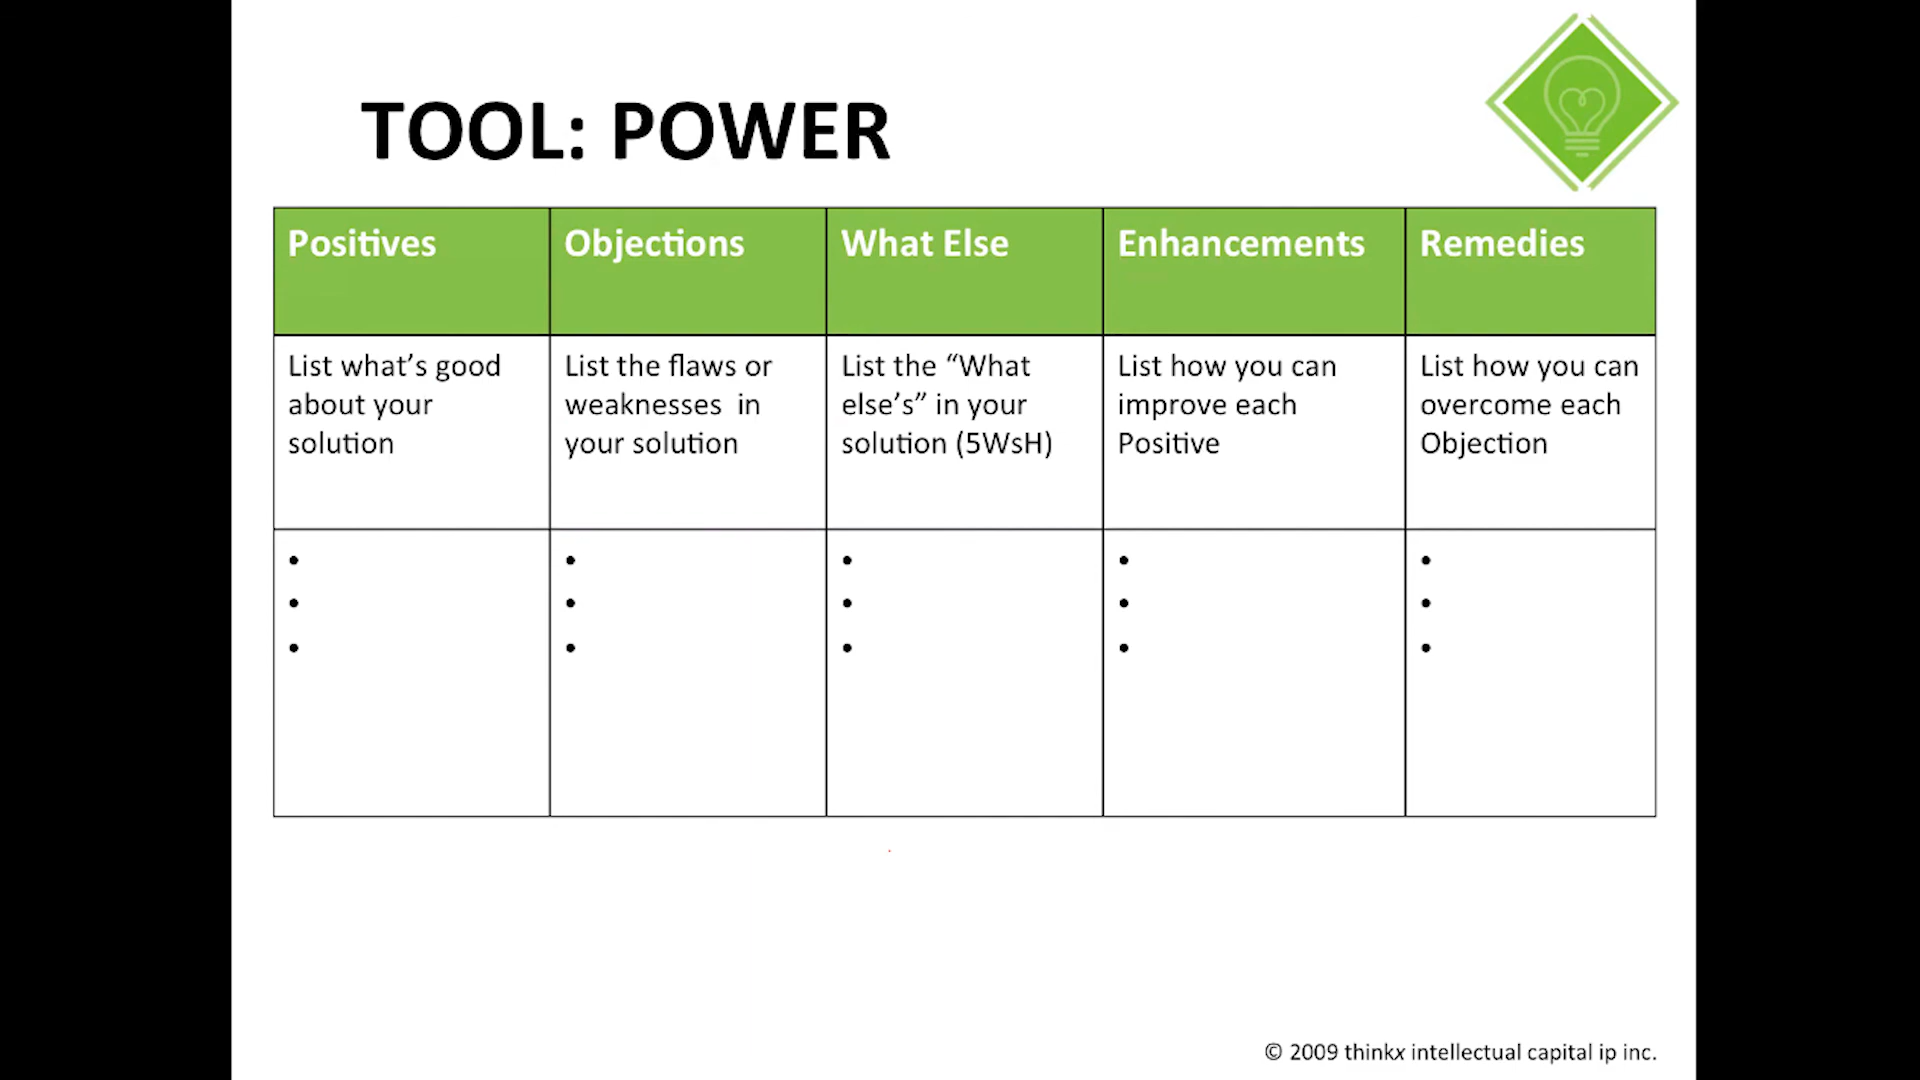 TOOL: POWER
Positives
Objections
What Else
Enhancements
Remedies
List what’s good
about your
solution
List the flaws or
weaknesses  in
your solution
List the “What
else’s” in your
solution (5WsH)
List how you can
improve each
Positive
List how you can
overcome each
Objection
© 2009 thinkx intellectual capital ip inc.